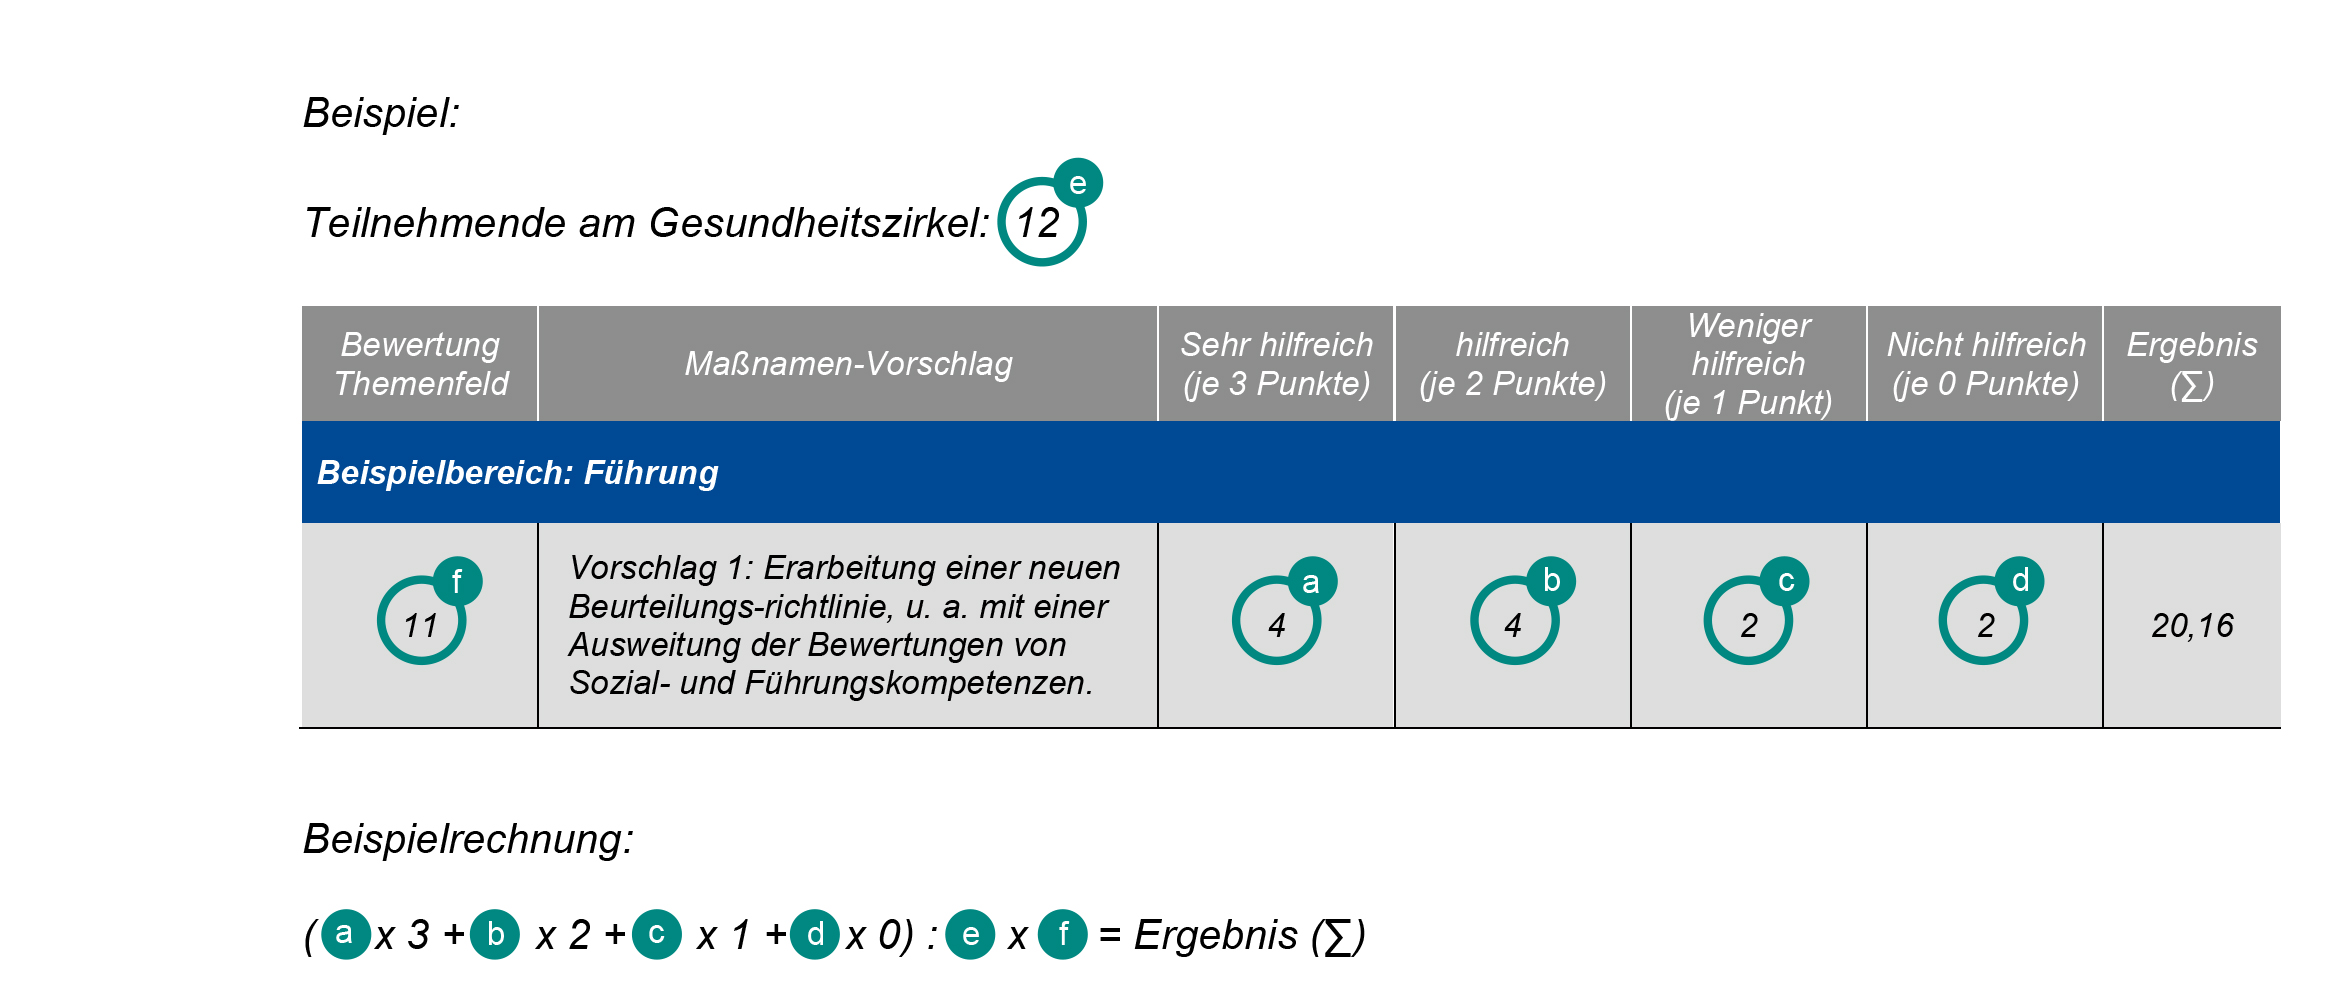 Beispiel:
e
Teilnehmende am Gesundheitszirkel: 12
Bewertung
Themenfeld
Maßnamen-Vorschlag
Sehr hilfreich
(je 3 Punkte)
hilfreich
(je 2 Punkte)
Weniger
hilfreich
(je 1 Punkt)
Nicht hilfreich
(je 0 Punkte)
Ergebnis
(∑)
Beispielbereich: Führung
f
11
Vorschlag 1: Erarbeitung einer neuen
Beurteilungs-richtlinie, u. a. mit einer
Ausweitung der Bewertungen von
Sozial- und Führungskompetenzen.
a
4
b
4
c
2
d
2
20,16
Beispielrechnung:
( a x 3 + b x 2 + c x 1 + d x 0) : e x f = Ergebnis (∑)